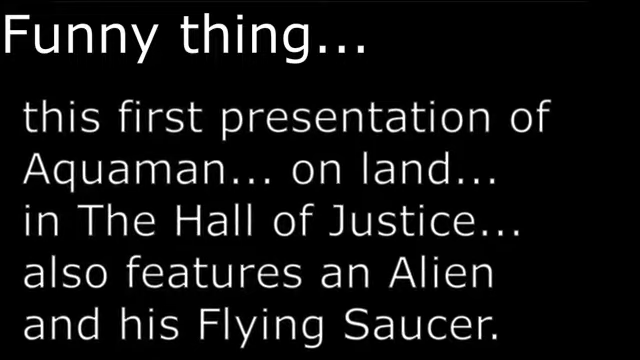 Funny thing...
this first presentation of
Aquaman... on land...
in The Hall of Justice...
also features an Alien
and his Flying Saucer.